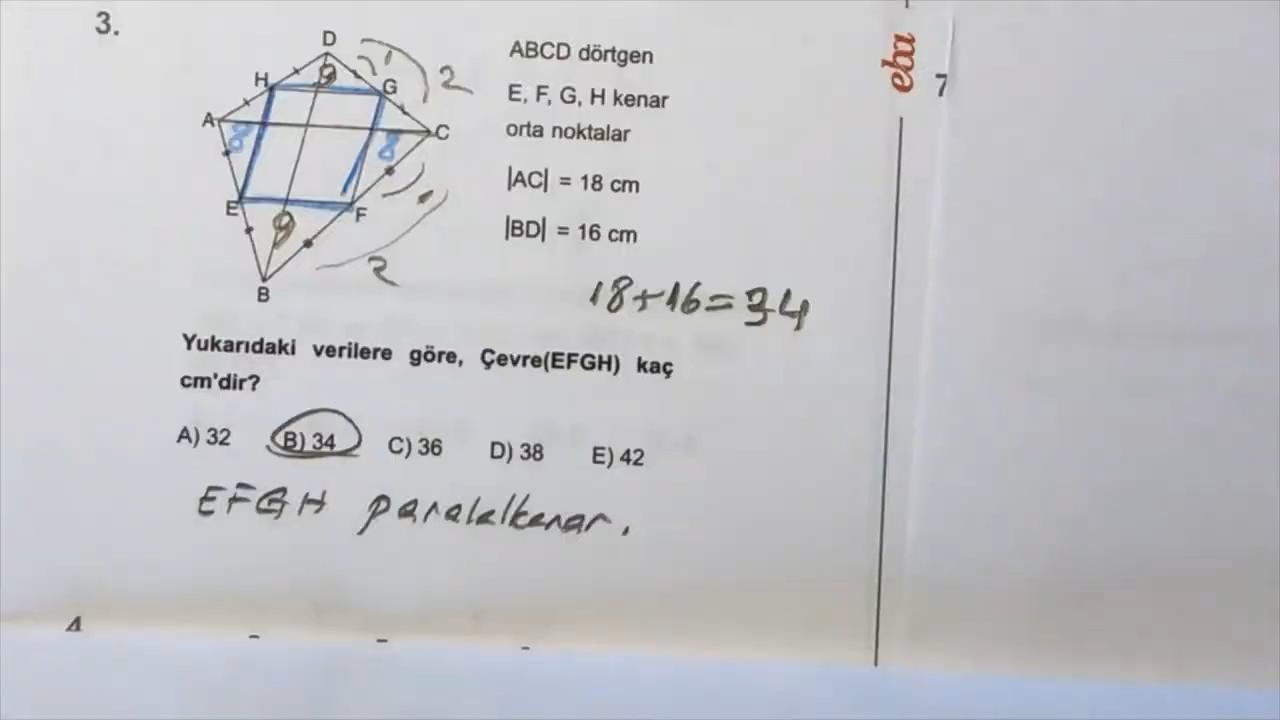 3.
D
H
G
A
C
E
F
B
9
1
2
8
8
9
2
ABCD dörtgen
E, F, G, H kenar
orta noktalar
|AC| = 18 cm
|BD| = 16 cm
18+16=34
Yukarıdaki verilere göre, Çevre(EFGH) kaç
cm'dir?
A) 32 B) 34 C) 36 D) 38 E) 42
EFGH paralelkenar.
4
eba
7